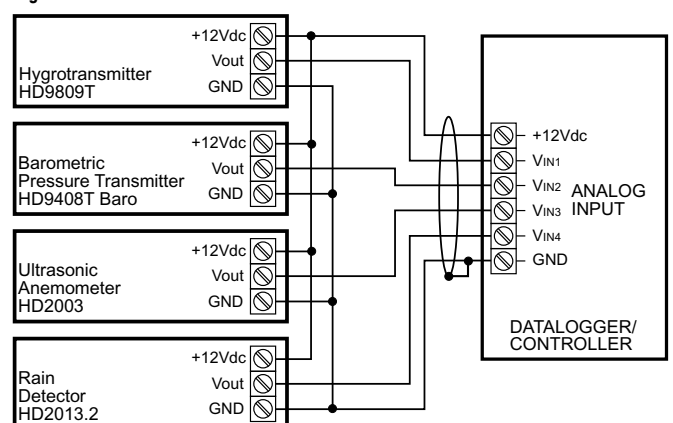 +12Vdc
Vout
GND
Hygrotransmitter
HD9809T
+12Vdc
Vout
GND
Barometric
Pressure Transmitter
HD9408T Baro
+12Vdc
Vout
GND
Ultrasonic
Anemometer
HD2003
+12Vdc
Vout
GND
Rain
Detector
HD2013.2
+12Vdc
VIN1
VIN2
VIN3
VIN4
GND
ANALOG
INPUT
DATALOGGER/
CONTROLLER